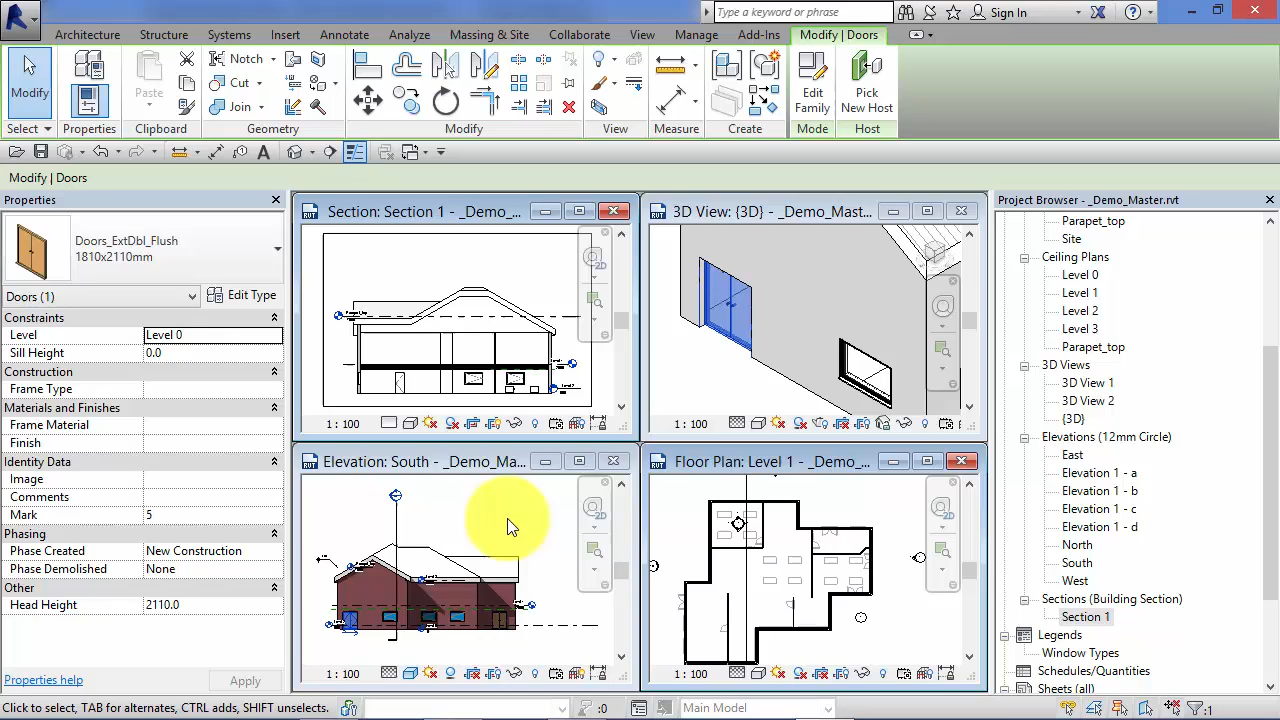 Type a keyword or phrase
Sign In
Architecture Structure Systems Insert Annotate Analyze Massing & Site Collaborate View Manage Add-Ins Modify | Doors
Modify
Paste
Notch
Cut
Join
Edit Family
Pick New Host
Select Properties Clipboard Geometry Modify View Measure Create Mode Host
Modify | Doors
Properties
Doors_ExtDbl_Flush
1810x2110mm
Doors (1)
Edit Type
Constraints
Level Level 0
Sill Height 0.0
Construction
Frame Type
Materials and Finishes
Frame Material
Finish
Identity Data
Image
Comments
Mark 5
Phasing
Phase Created New Construction
Phase Demolished None
Other
Head Height 2110.0
Properties help
Apply
Section: Section 1 - _Demo_...
2D
1 : 100
3D View: {3D} - _Demo_Mast...
1 : 100
Elevation: South - _Demo_Ma...
2D
1 : 100
Floor Plan: Level 1 - _Demo_...
2D
1 : 100
Project Browser - _Demo_Master.rvt
Parapet_top
Site
Ceiling Plans
Level 0
Level 1
Level 2
Level 3
Parapet_top
3D Views
3D View 1
3D View 2
{3D}
Elevations (12mm Circle)
East
Elevation 1 - a
Elevation 1 - b
Elevation 1 - c
Elevation 1 - d
North
South
West
Sections (Building Section)
Section 1
Legends
Window Types
Schedules/Quantities
Sheets (all)
Click to select, TAB for alternates, CTRL adds, SHIFT unselects.
:0
Main Model
:1